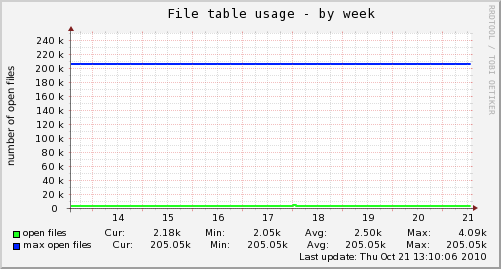 File table usage - by week
RRDTOOL / TOBI OETIKER
number of open files
240 k
220 k
200 k
180 k
160 k
140 k
120 k
100 k
80 k
60 k
40 k
20 k
0
14 15 16 17 18 19 20 21
open files Cur: 2.18k Min: 2.05k Avg: 2.50k Max: 4.09k
max open files Cur: 205.05k Min: 205.05k Avg: 205.05k Max: 205.05k
Last update: Thu Oct 21 13:10:06 2010